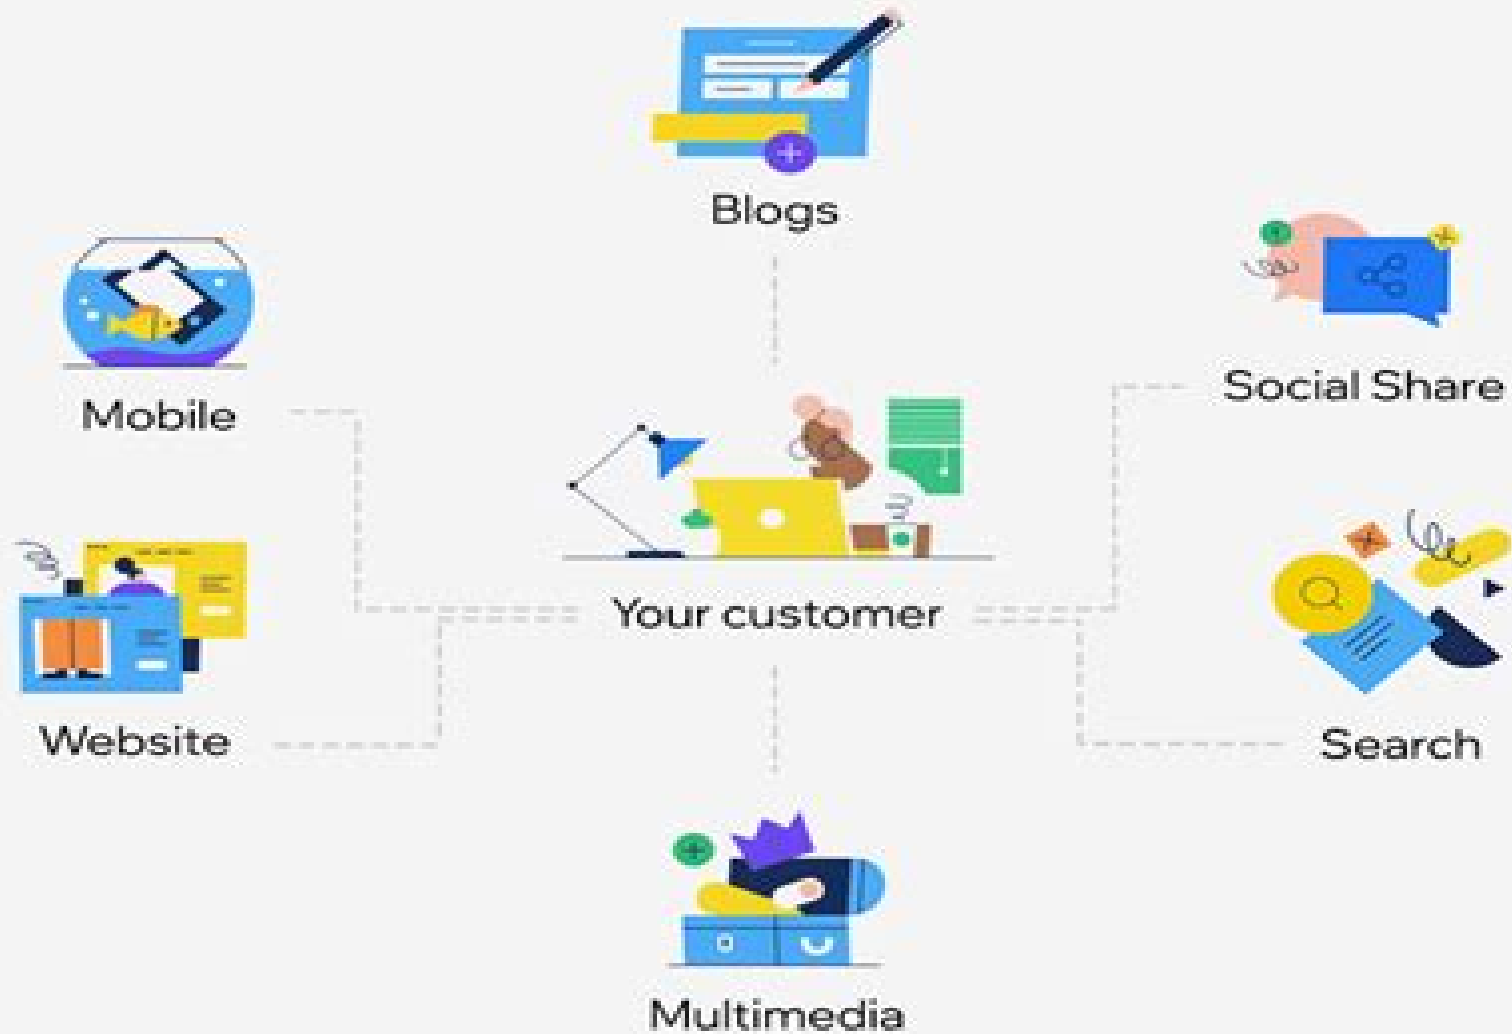 Blogs
Mobile
Social Share
Your customer
Website
Search
Multimedia